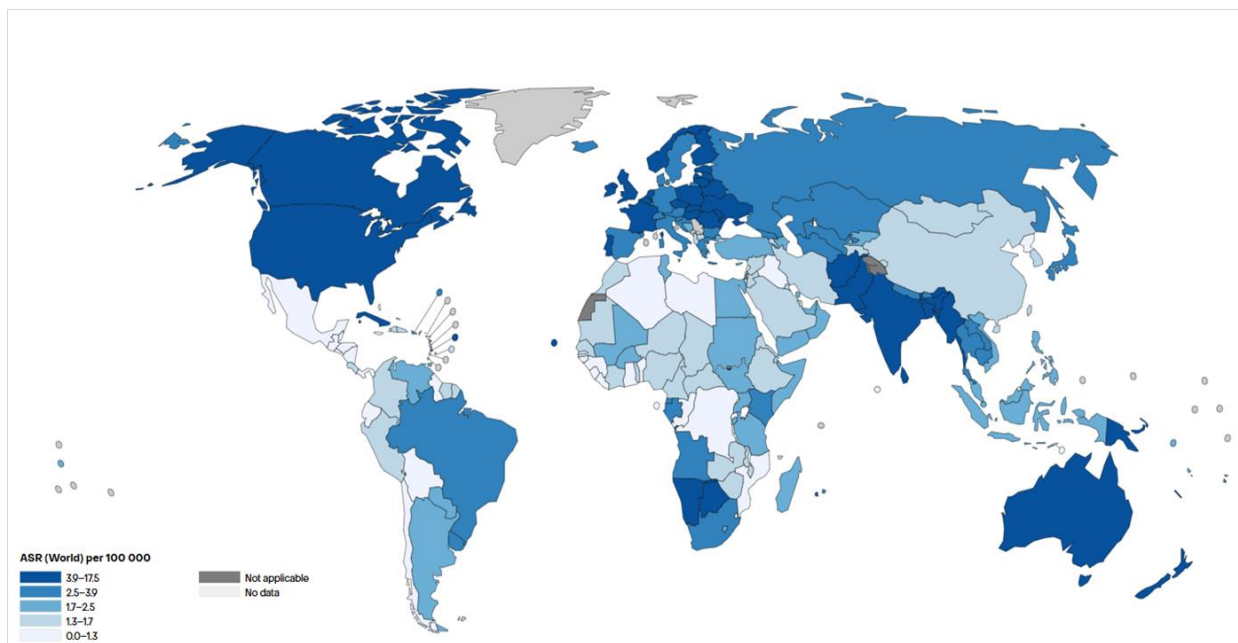 ASR (World) per 100 000
3.9–17.5
2.5–3.9
1.7–2.5
1.3–1.7
0.0–1.3
Not applicable
No data